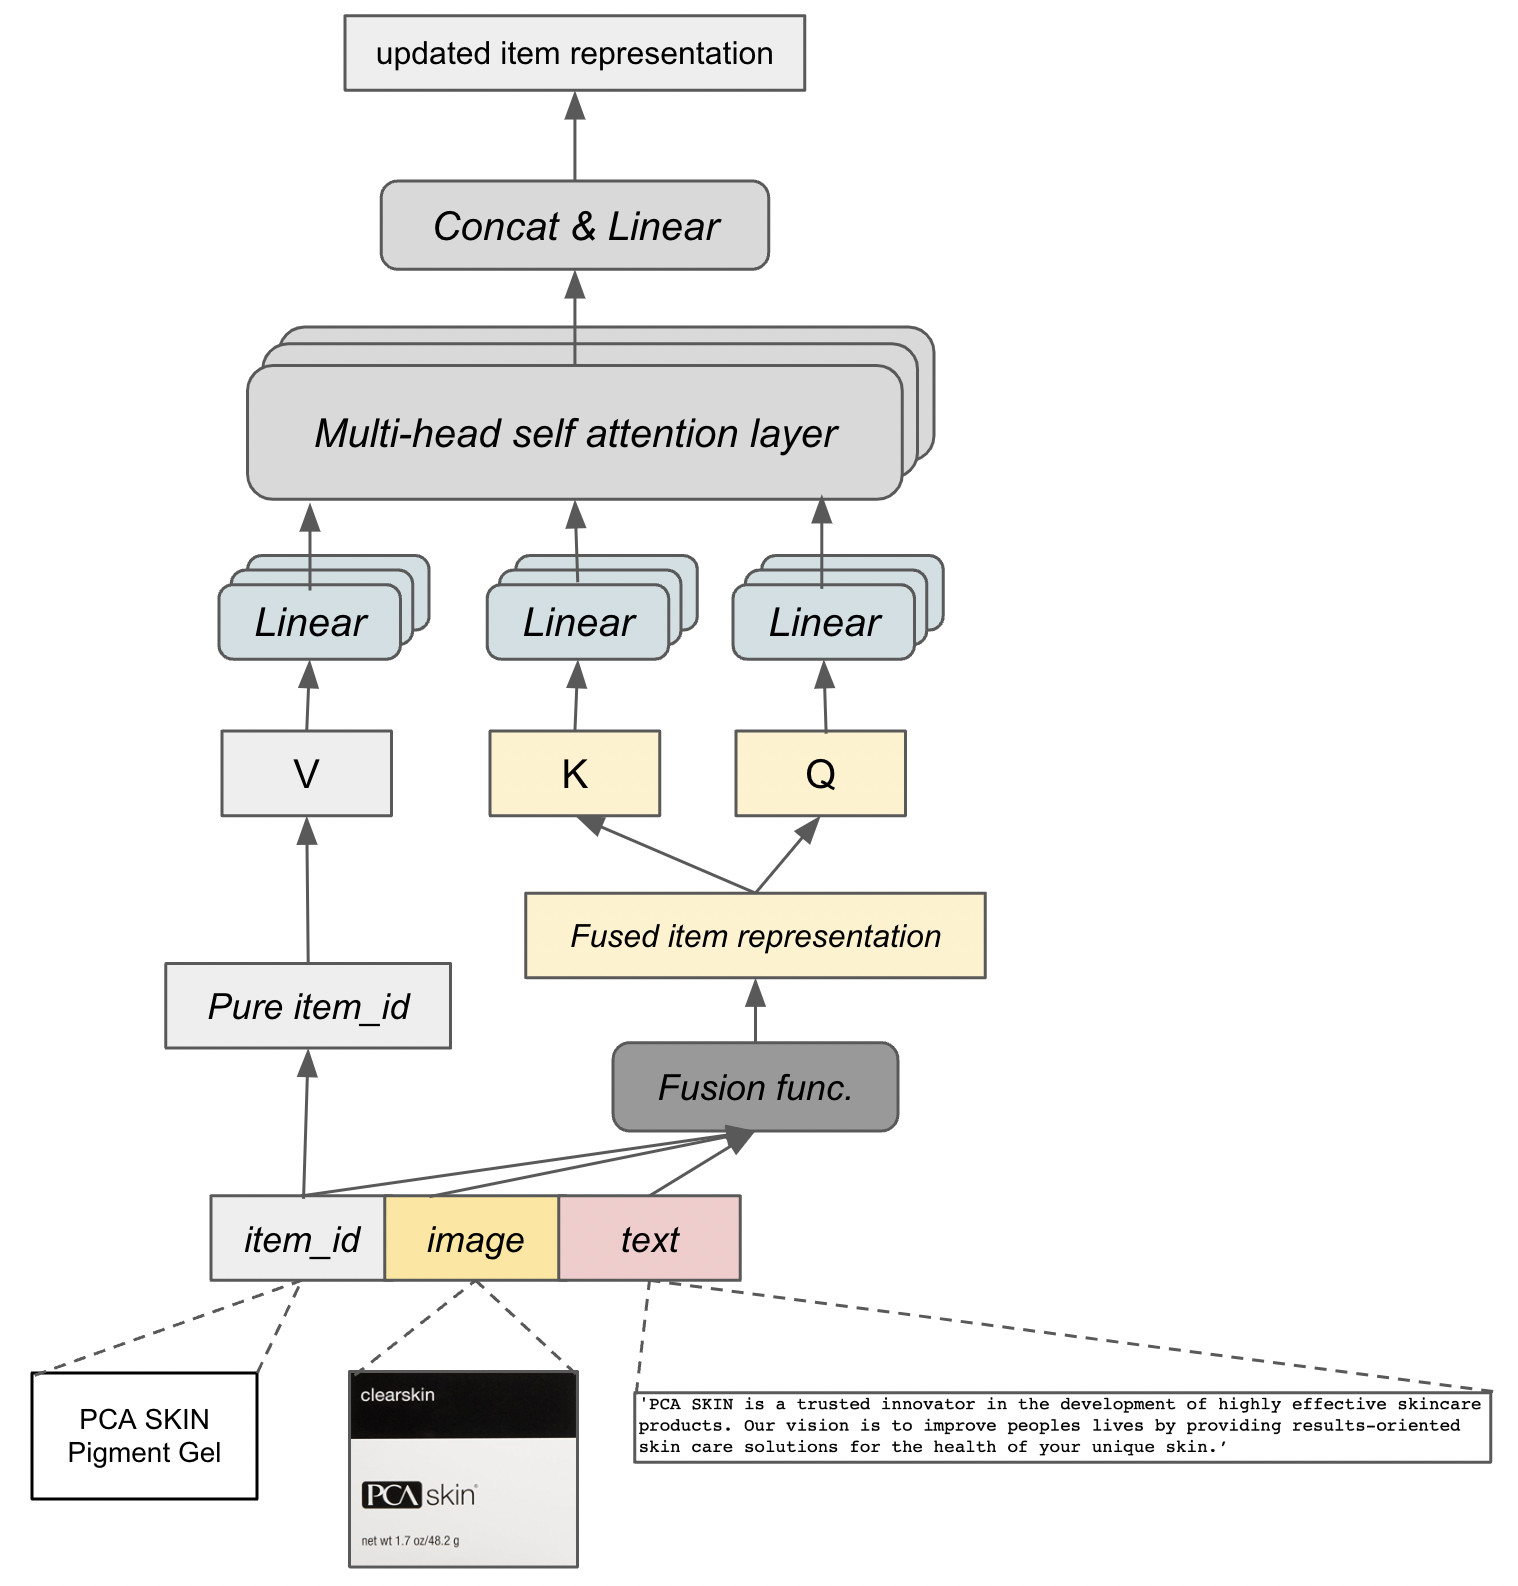 updated item representation
Concat & Linear
Multi-head self attention layer
Linear
Linear
Linear
V
K
Q
Fused item representation
Pure item_id
Fusion func.
item_id
image
text
PCA SKIN
Pigment Gel
clearskin
PCA skin®
net wt 1.7 oz/48.2 g
'PCA SKIN is a trusted innovator in the development of highly effective skincare
products. Our vision is to improve peoples lives by providing results-oriented
skin care solutions for the health of your unique skin.’